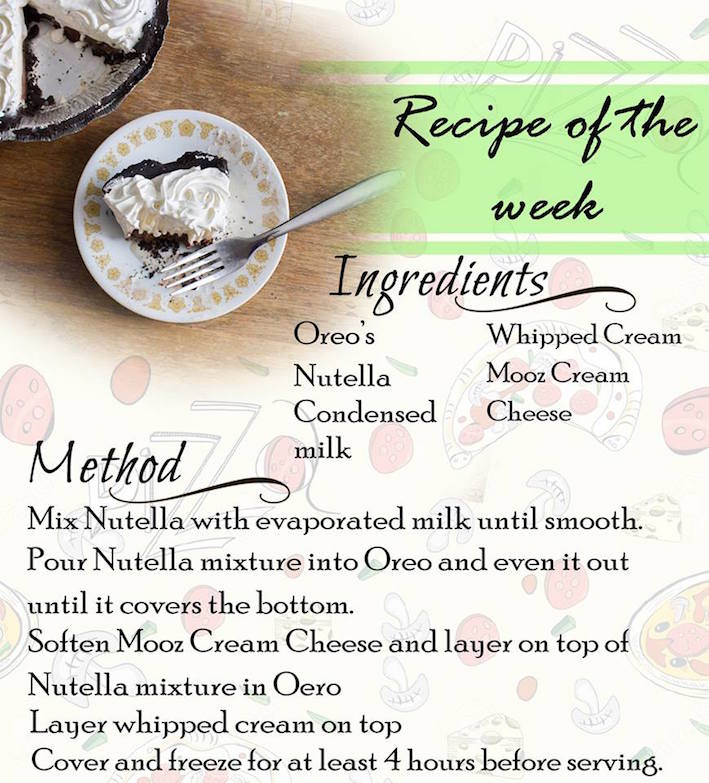 Recipe of the
week
Ingredients
Oreo's
Nutella
Condensed
milk
Whipped Cream
Mooz Cream
Cheese
Method
Mix Nutella with evaporated milk until smooth.
Pour Nutella mixture into Oreo and even it out
until it covers the bottom.
Soften Mooz Cream Cheese and layer on top of
Nutella mixture in Oero
Layer whipped cream on top
Cover and freeze for at least 4 hours before serving.
PIZZ
PIZZ